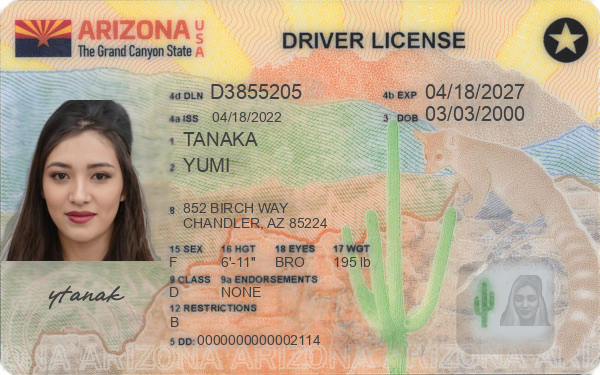 ARIZONA USA
The Grand Canyon State
DRIVER LICENSE
4d DLN D3855205 4b EXP 04/18/2027
4a ISS 04/18/2022 3 DOB 03/03/2000
1 TANAKA
2 YUMI
8 852 BIRCH WAY
CHANDLER, AZ 85224
15 SEX 16 HGT 18 EYES 17 WGT
F 6'-11" BRO 195 lb
9 CLASS 9a ENDORSEMENTS
D NONE
12 RESTRICTIONS
B
5 DD: 0000000000002114
ytanak
ARIZONA ARIZONA ARIZONA ARIZONA